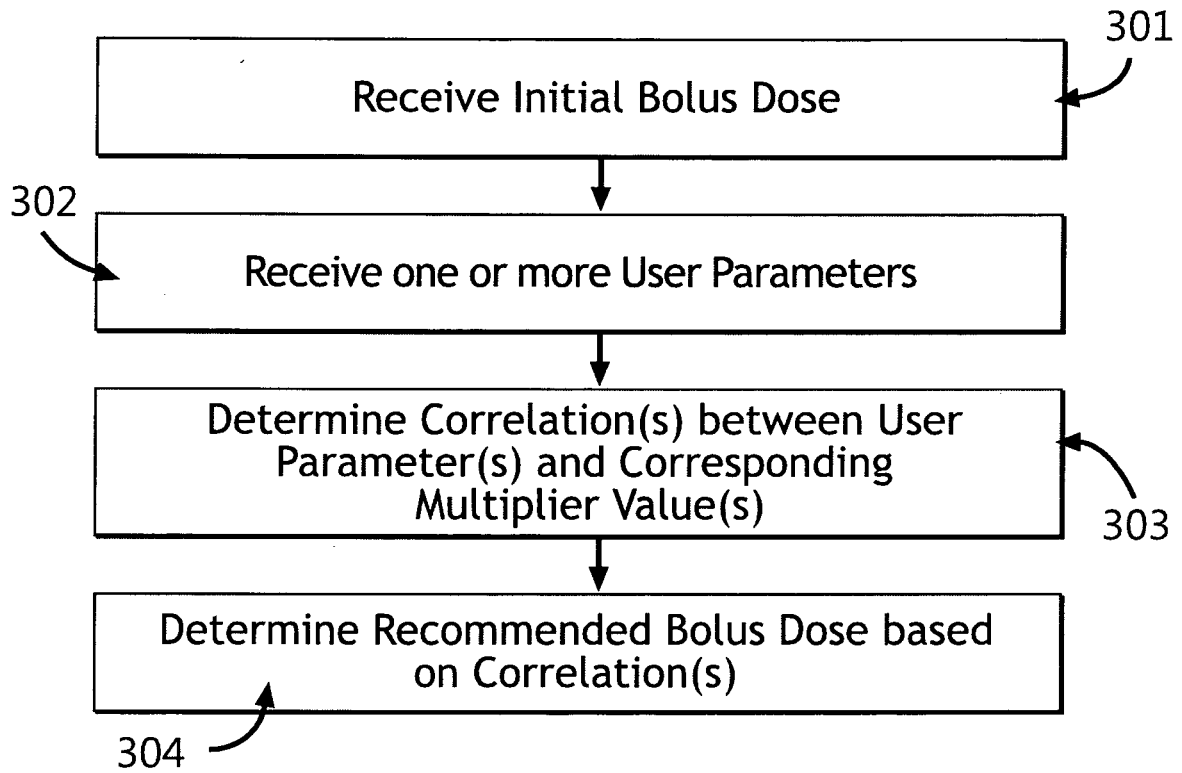 301
Receive Initial Bolus Dose
302
Receive one or more User Parameters
Determine Correlation(s) between User
Parameter(s) and Corresponding
Multiplier Value(s)
303
Determine Recommended Bolus Dose based
on Correlation(s)
304